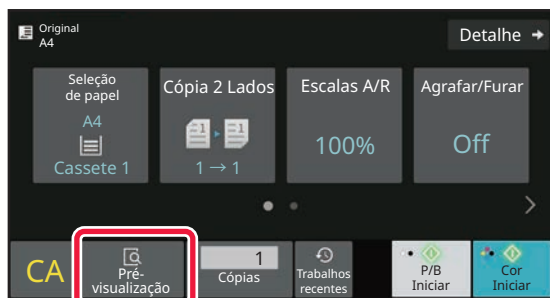 Original
A4
Detalhe
Seleção
de papel
A4
Cassete 1
Cópia 2 Lados
1 → 1
Escalas A/R
100%
Agrafar/Furar
Off
CA
Pré-
visualização
1
Cópias
Trabalhos
recentes
P/B
Iniciar
Cor
Iniciar